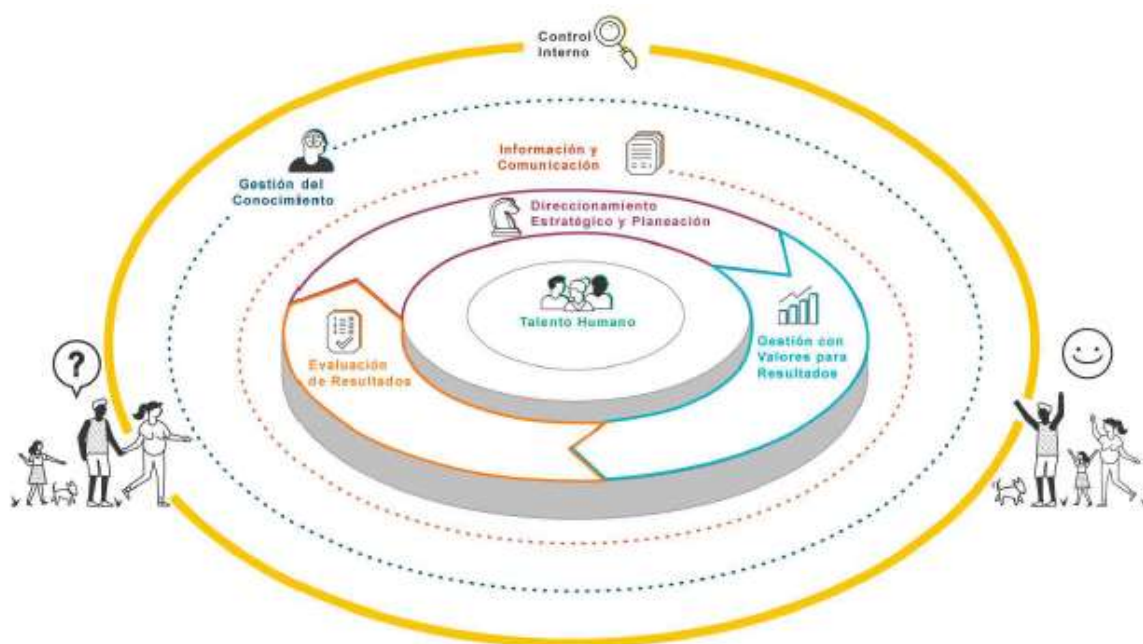 Control
Interno
Gestión del
Conocimiento
Información y
Comunicación
Direccionamiento
Estratégico y Planeación
Talento Humano
Gestión con
Valores para
Resultados
Evaluación
de Resultados
?